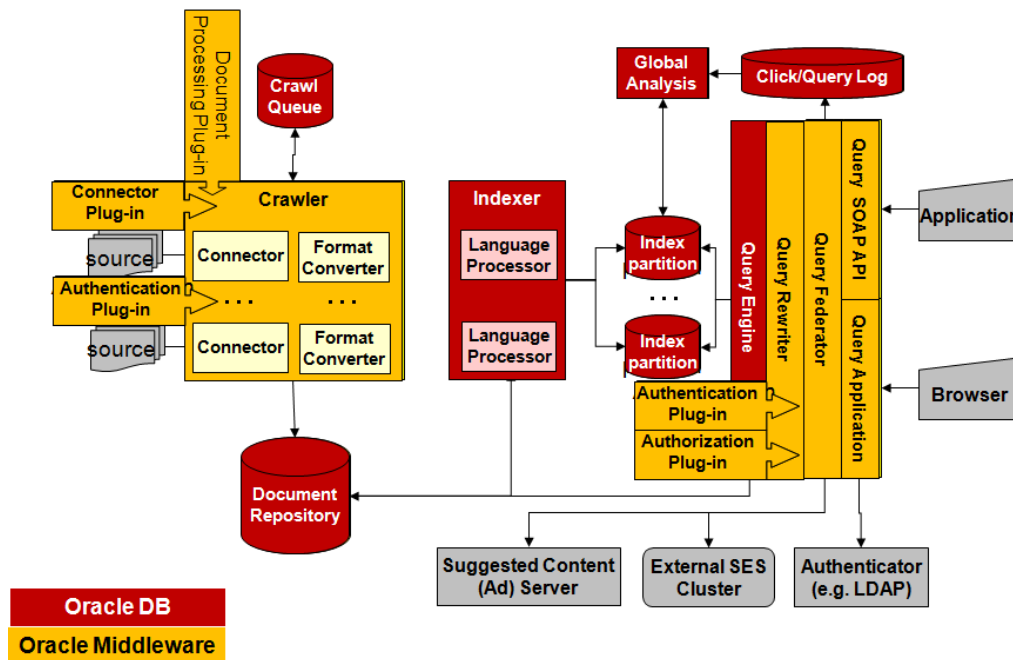 Document
Processing Plug-in
Crawl
Queue
Global
Analysis
Click/Query Log
Connector
Plug-in
Crawler
Indexer
source
Connector
Format
Converter
Language
Processor
Index
partition
Query Engine
Query Rewriter
Query Federator
Query SOAP API
Application
Authentication
Plug-in
. . .
. . .
. . .
source
Connector
Format
Converter
Language
Processor
Index
partition
Query Application
Browser
Authentication
Plug-in
Authorization
Plug-in
Document
Repository
Suggested Content
(Ad) Server
External SES
Cluster
Authenticator
(e.g. LDAP)
Oracle DB
Oracle Middleware